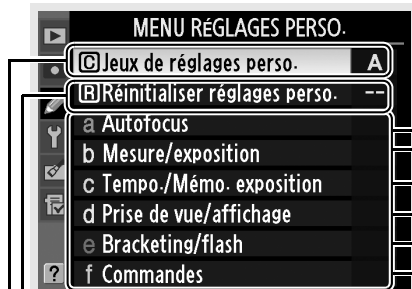 MENU RÉGLAGES PERSO.
C Jeux de réglages perso. A
R Réinitialiser réglages perso. --
a Autofocus
b Mesure/exposition
c Tempo./Mémo. exposition
d Prise de vue/affichage
e Bracketing/flash
f Commandes
?